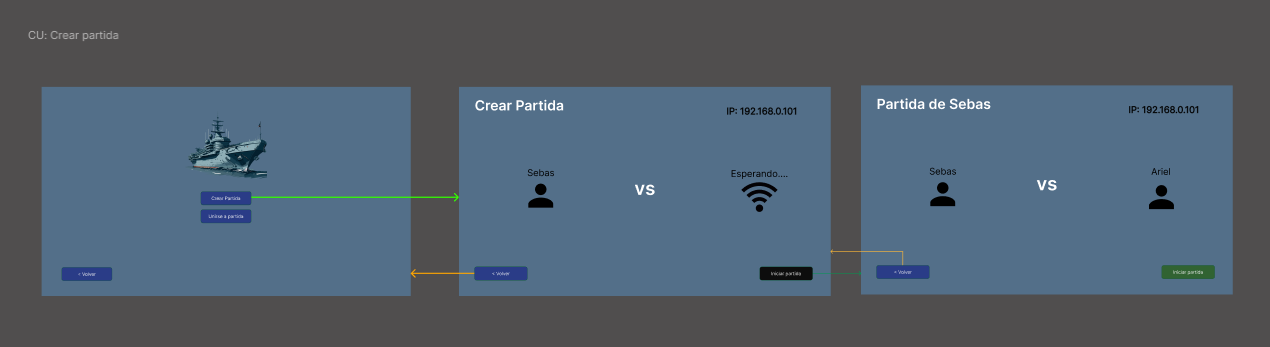 CU: Crear partida
Crear Partida
Unirse a partida
< Volver
Crear Partida
IP: 192.168.0.101
Sebas
VS
Esperando....
< Volver
Iniciar partida
Partida de Sebas
IP: 192.168.0.101
Sebas
VS
Ariel
< Volver
Iniciar partida